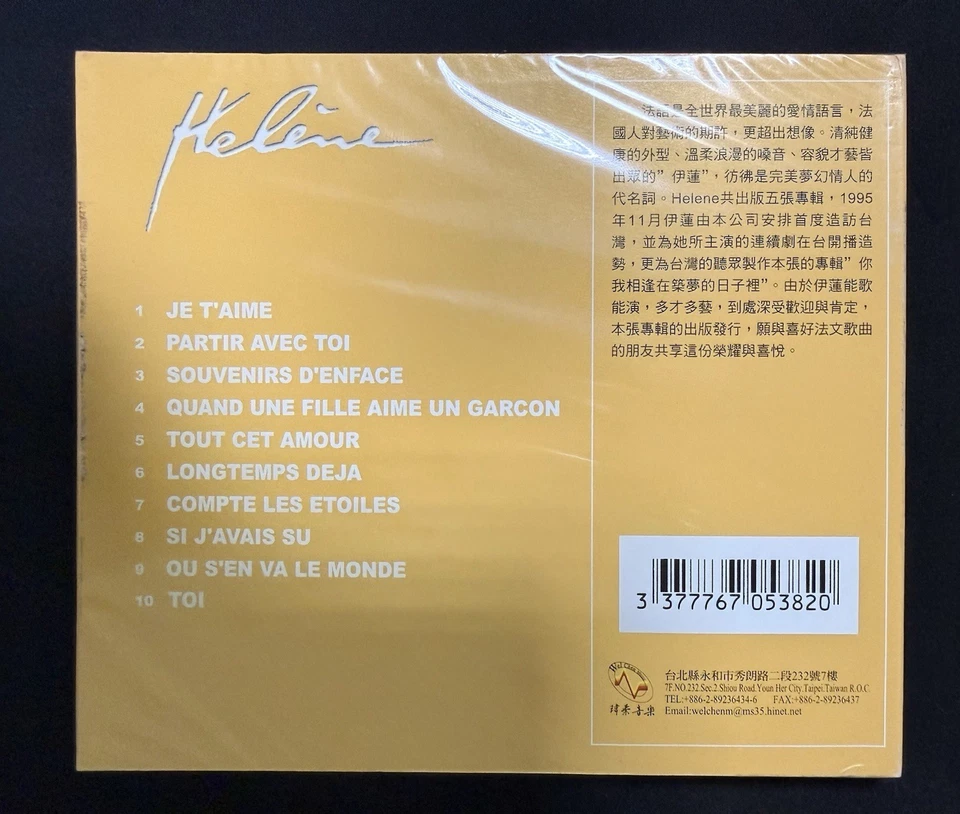 Helène
1 JE T'AIME
2 PARTIR AVEC TOI
3 SOUVENIRS D'ENFACE
4 QUAND UNE FILLE AIME UN GARCON
5 TOUT CET AMOUR
6 LONGTEMPS DEJA
7 COMPTE LES ETOILES
8 SI J'AVAIS SU
9 OU S'EN VA LE MONDE
10 TOI
法語是全世界最美麗的愛情語言，法
國人對藝術的期許，更超出想像。清純健
康的外型、溫柔浪漫的嗓音、容貌才藝皆
出眾的”伊蓮”，彷彿是完美夢幻情人的
代名詞。Helene共出版五張專輯，1995
年11月伊蓮由本公司安排首度造訪台
灣，並為她所主演的連續劇在台開播造
勢，更為台灣的聽眾製作本張的專輯”你
我相逢在築夢的日子裡”。由於伊蓮能歌
能演，多才多藝，到處深受歡迎與肯定，
本張專輯的出版發行，願與喜好法文歌曲
的朋友共享這份榮耀與喜悅。
3 377767 053820
台北縣永和市秀朗路二段232號7樓
7F.NO.232 Sec.2.Shiou Road.Youn Her City.Taipei.Taiwan R.O.C.
TEL:+886-2-89236434-6 FAX:+886-2-89236437
Email:welchenm@ms35.hinet.net
音樂